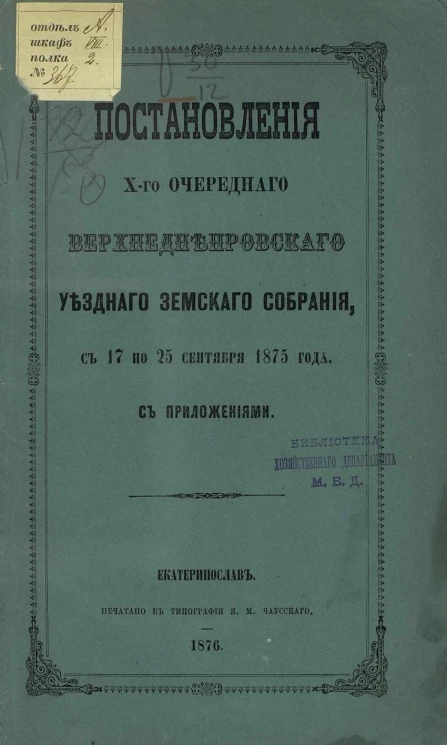 отдѣлъ А.
шкафъ VIII.
полка 2.
№ 367
12
ПОСТАНОВЛЕНІЯ
X-го ОЧЕРЕДНАГО
ВЕРХНЕДНѢПРОВСКАГО
УѢЗДНАГО ЗЕМСКАГО СОБРАНІЯ,
СЪ 17 ПО 25 СЕНТЯБРЯ 1875 ГОДА.
СЪ ПРИЛОЖЕНІЯМИ.
БИБЛІОТЕКА
ХОЗЯЙСТВЕННАГО ДЕПАРТАМЕНТА
М. В. Д.
ЕКАТЕРИНОСЛАВЪ.
ПЕЧАТАНО ВЪ ТИПОГРАФІИ Я. М. ЧАУССКАГО.
1876.